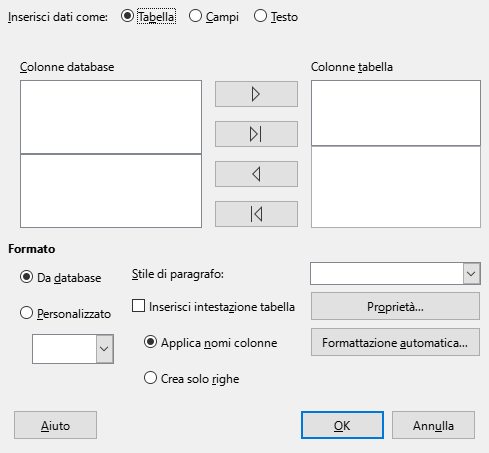 Inserisci dati come: Tabella Campi Testo
Colonne database Colonne tabella
Formato
Da database Stile di paragrafo:
Inserisci intestazione tabella Proprietà...
Personalizzato
Applica nomi colonne Formattazione automatica...
Crea solo righe
Aiuto OK Annulla